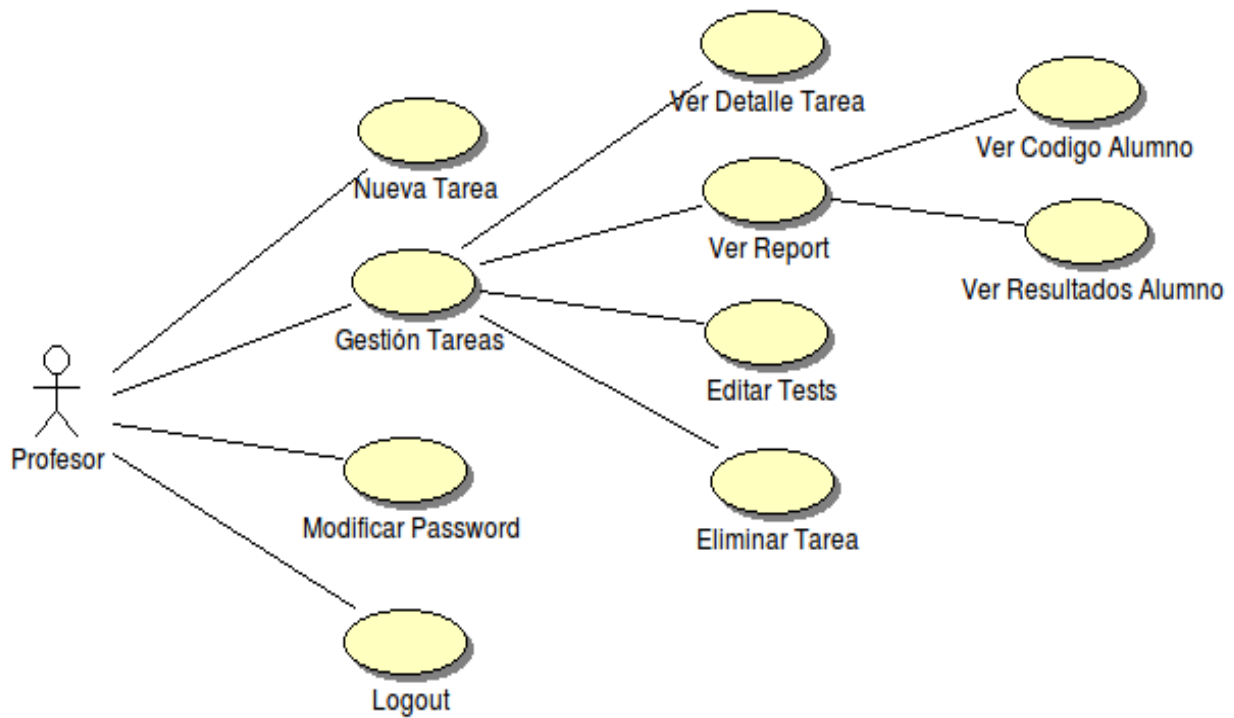 Ver Detalle Tarea
Ver Codigo Alumno
Nueva Tarea
Ver Report
Ver Resultados Alumno
Gestión Tareas
Editar Tests
Profesor
Modificar Password
Eliminar Tarea
Logout